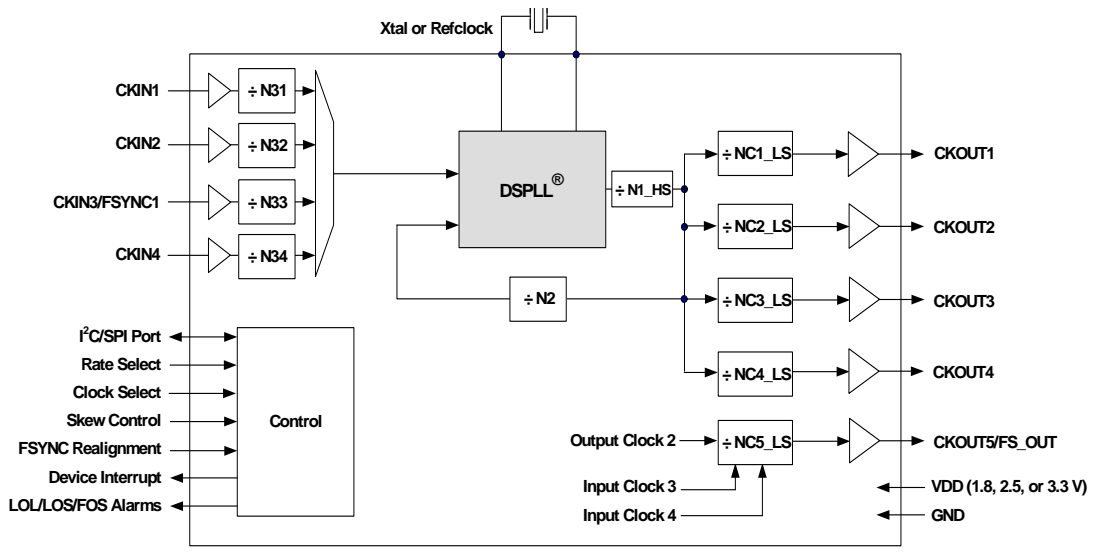 Xtal or Refclock
CKIN1
÷ N31
CKIN2
÷ N32
CKIN3/FSYNC1
÷ N33
CKIN4
÷ N34
DSPLL®
÷ N1_HS
÷ N2
÷ NC1_LS
CKOUT1
÷ NC2_LS
CKOUT2
÷ NC3_LS
CKOUT3
÷ NC4_LS
CKOUT4
Output Clock 2
÷ NC5_LS
CKOUT5/FS_OUT
Input Clock 3
Input Clock 4
VDD (1.8, 2.5, or 3.3 V)
GND
I²C/SPI Port
Rate Select
Clock Select
Skew Control
FSYNC Realignment
Device Interrupt
LOL/LOS/FOS Alarms
Control